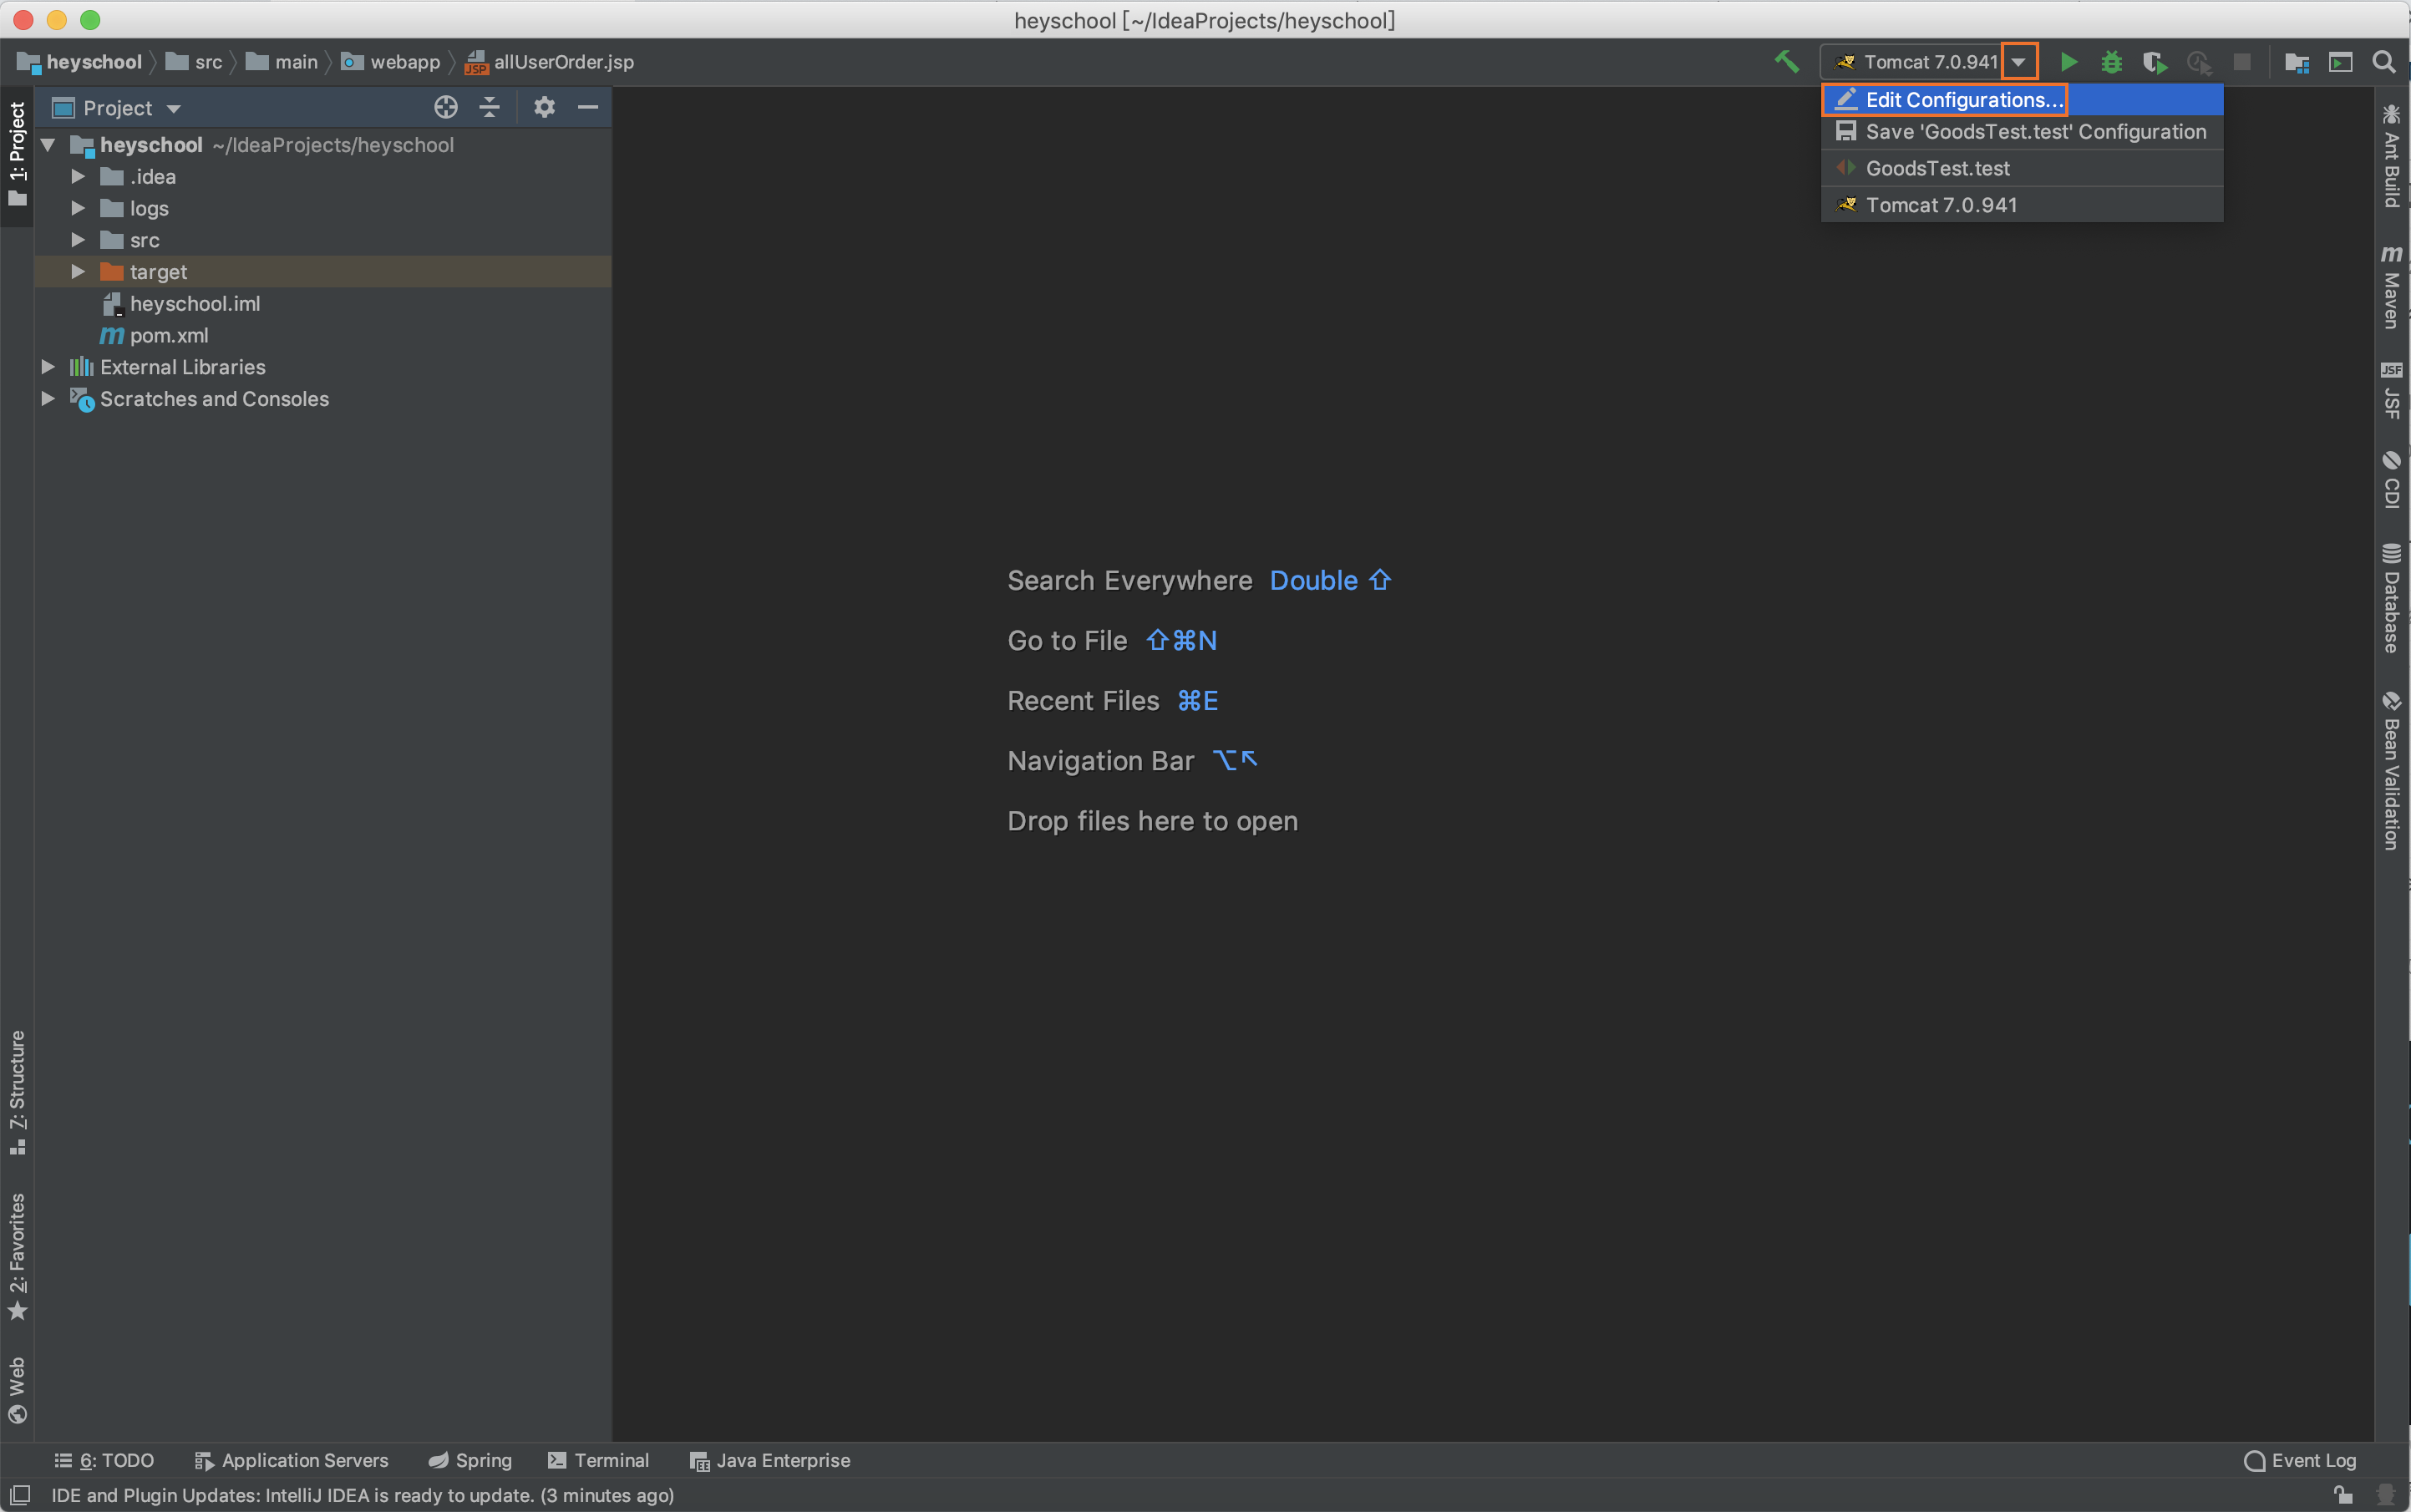 heyschool [~/IdeaProjects/heyschool]
heyschool src main webapp JSP allUserOrder.jsp
Tomcat 7.0.941
Edit Configurations...
Save 'GoodsTest.test' Configuration
GoodsTest.test
Tomcat 7.0.941
1: Project
Project
heyschool ~/IdeaProjects/heyschool
.idea
logs
src
target
heyschool.iml
m pom.xml
External Libraries
Scratches and Consoles
Search Everywhere Double ⇧
Go to File ⇧⌘N
Recent Files ⌘E
Navigation Bar ⌥↖
Drop files here to open
Ant Build
m Maven
JSF JSF
CDI
Database
Bean Validation
7: Structure
2: Favorites
Web
6: TODO Application Servers Spring Terminal EE Java Enterprise Event Log
IDE and Plugin Updates: IntelliJ IDEA is ready to update. (3 minutes ago)